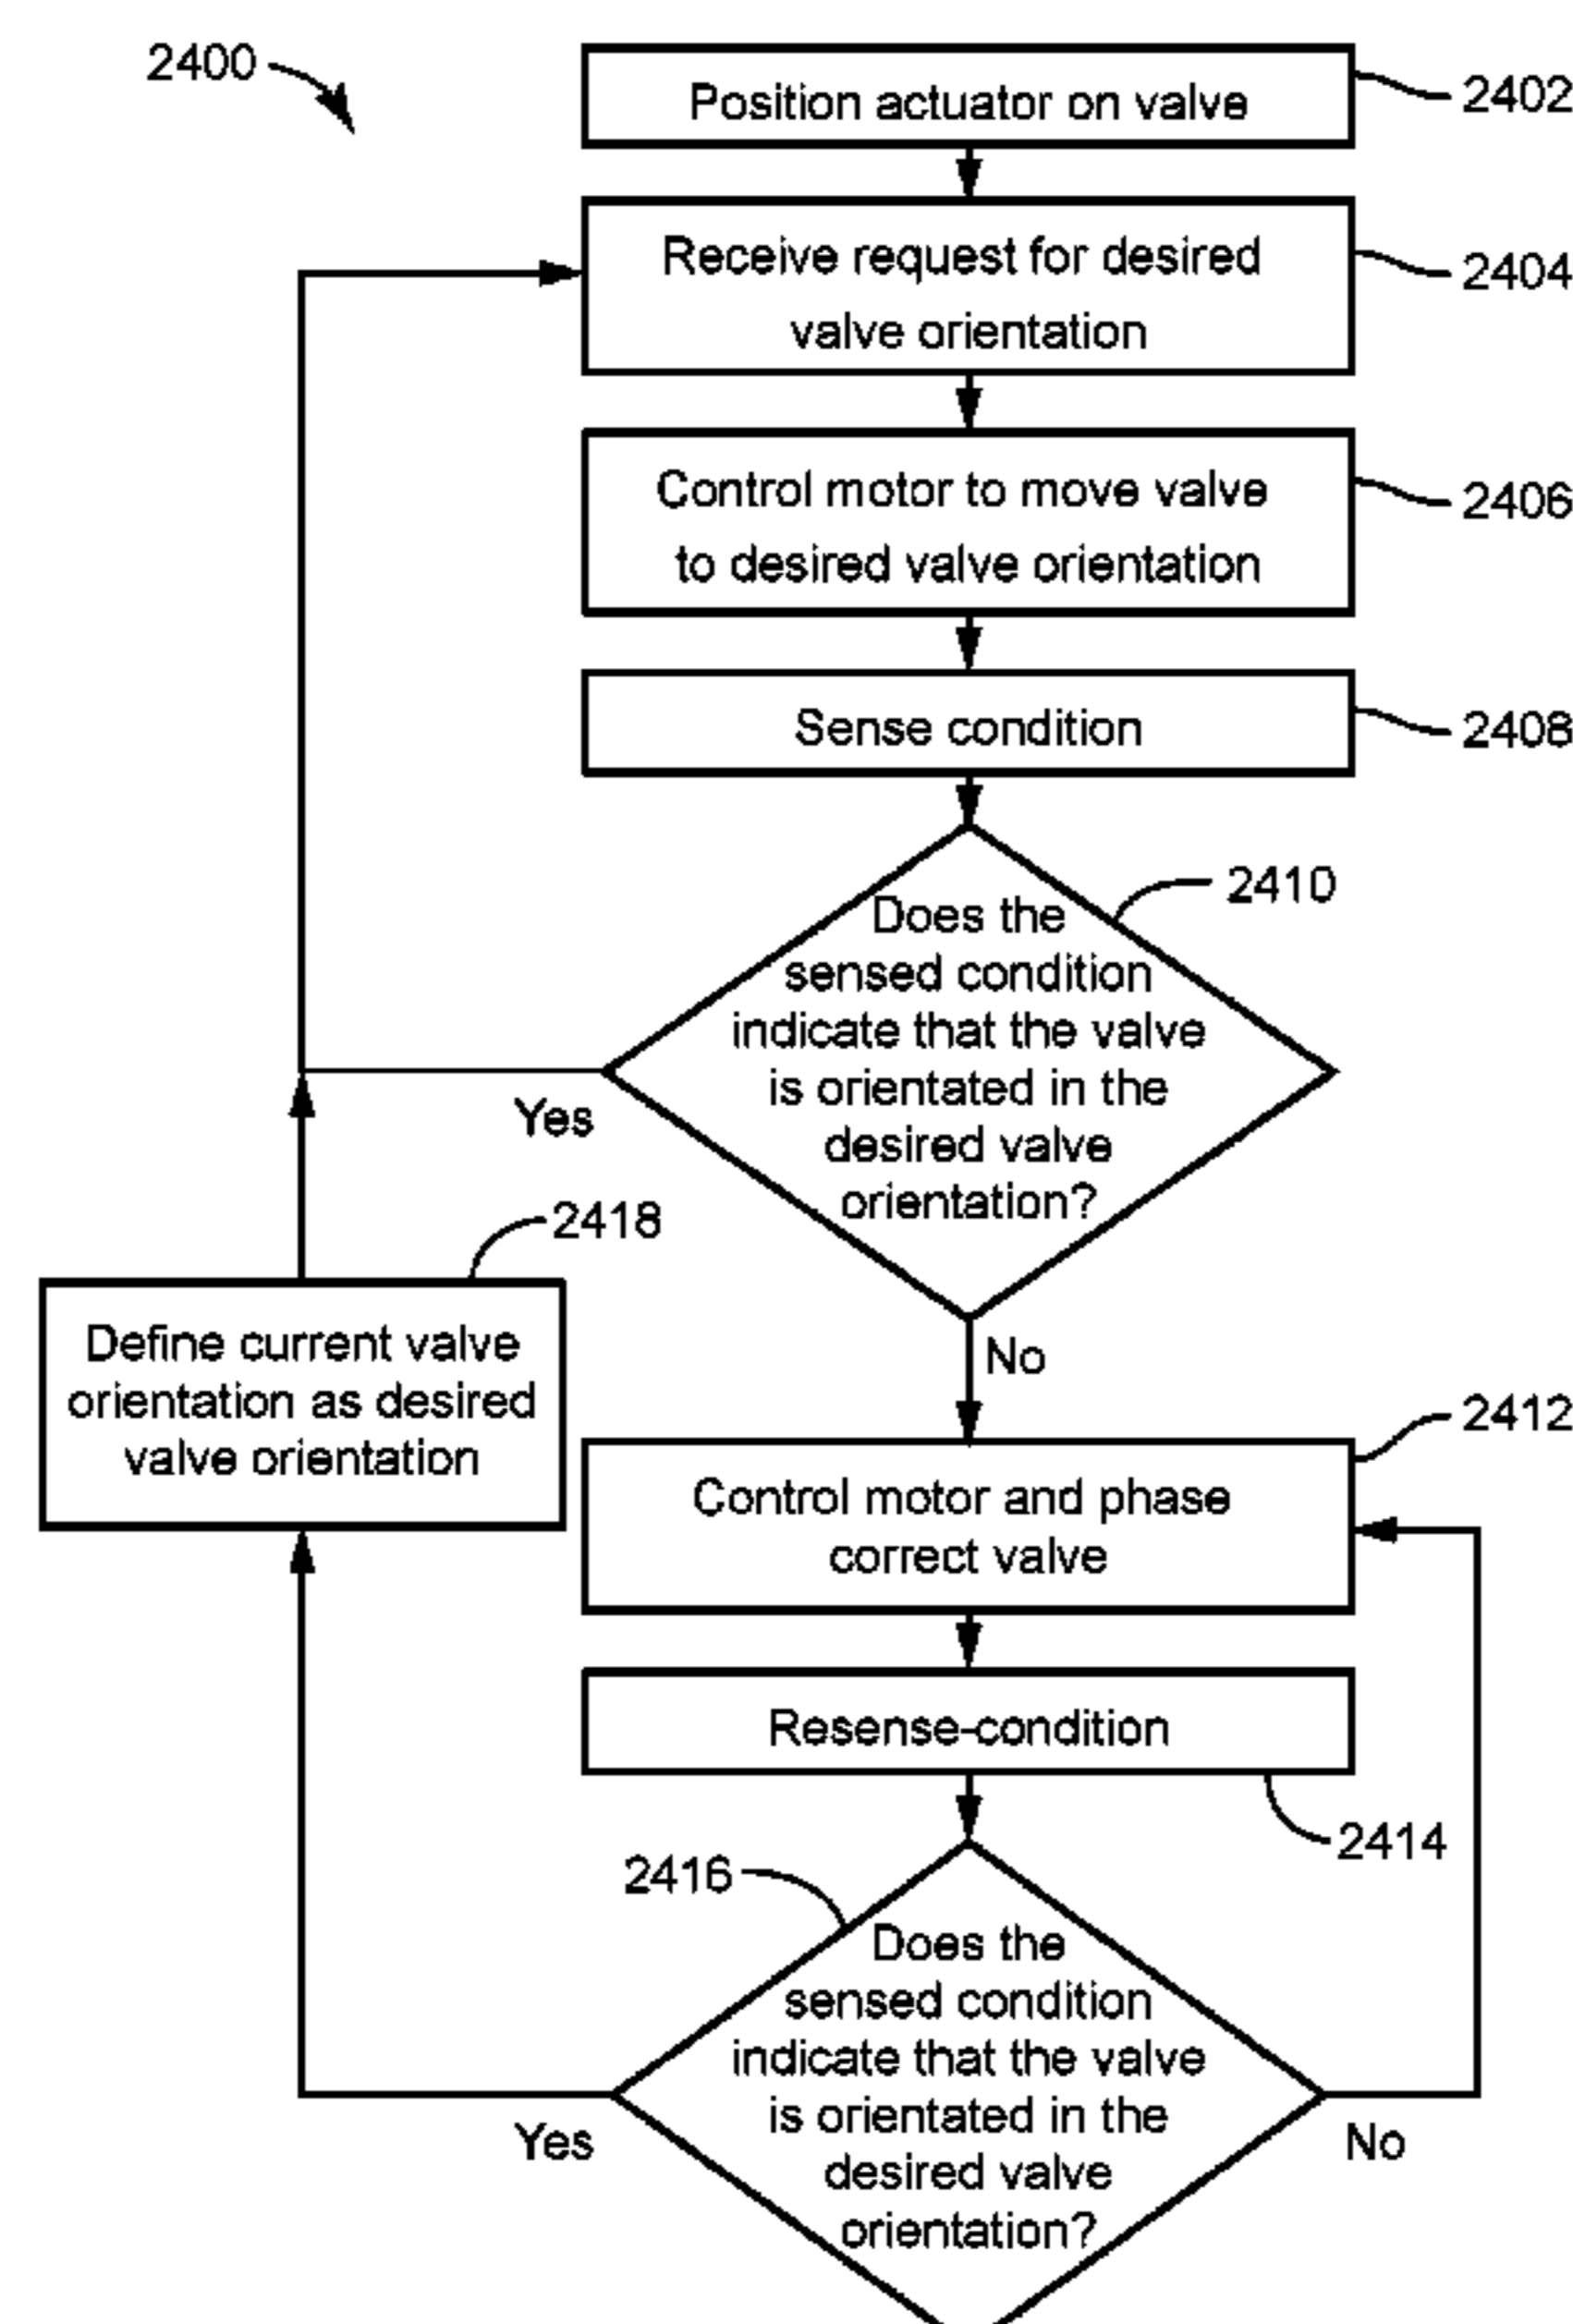 2400
Position actuator on valve
2402
Receive request for desired
valve orientation
2404
Control motor to move valve
to desired valve orientation
2406
Sense condition
2408
2410
Does the
sensed condition
indicate that the valve
is orientated in the
desired valve
orientation?
Yes
No
2418
Define current valve
orientation as desired
valve orientation
2412
Control motor and phase
correct valve
Resense-condition
2414
2416
Does the
sensed condition
indicate that the valve
is orientated in the
desired valve
orientation?
Yes
No